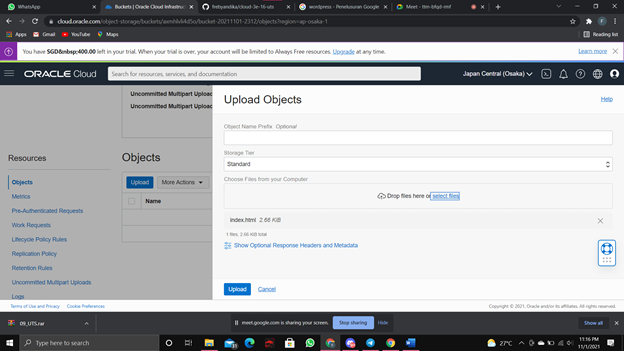 WhatsApp
Buckets | Oracle Cloud Infrastruc
firebyandika/cloud-3e-16-uts
wordpress - Penelusuran Google
Meet - ttm-bfqd-mtf
cloud.oracle.com/object-storage/buckets/axmhlvli4d5o/bucket-20211101-2312/objects?region=ap-osaka-1
Apps
Gmail
YouTube
Maps
Reading list
You have SGD&nbsp;400.00 left in your trial. When your trial is over, your account will be limited to Always Free resources. Upgrade at any time.
Learn more
ORACLE Cloud
Search for resources, services, and documentation
Japan Central (Osaka)
Uncommitted Multipart Upload
Uncommitted Multipart Upload
Upload Objects
Help
Object Name Prefix Optional
Storage Tier
Standard
Choose Files from your Computer
Drop files here or select files
index.html 2.66 KiB
1 files, 2.66 KiB total
Show Optional Response Headers and Metadata
Upload
Cancel
Resources
Objects
Metrics
Pre-Authenticated Requests
Work Requests
Lifecycle Policy Rules
Replication Policy
Retention Rules
Uncommitted Multipart Uploads
Logs
Objects
Upload
More Actions
Name
Terms of Use and Privacy
Cookie Preferences
Copyright © 2021, Oracle and/or its affiliates. All rights reserved.
09_UTS.rar
meet.google.com is sharing your screen.
Stop sharing
Hide
Show all
Type here to search
27°C
11:16 PM
11/1/2021